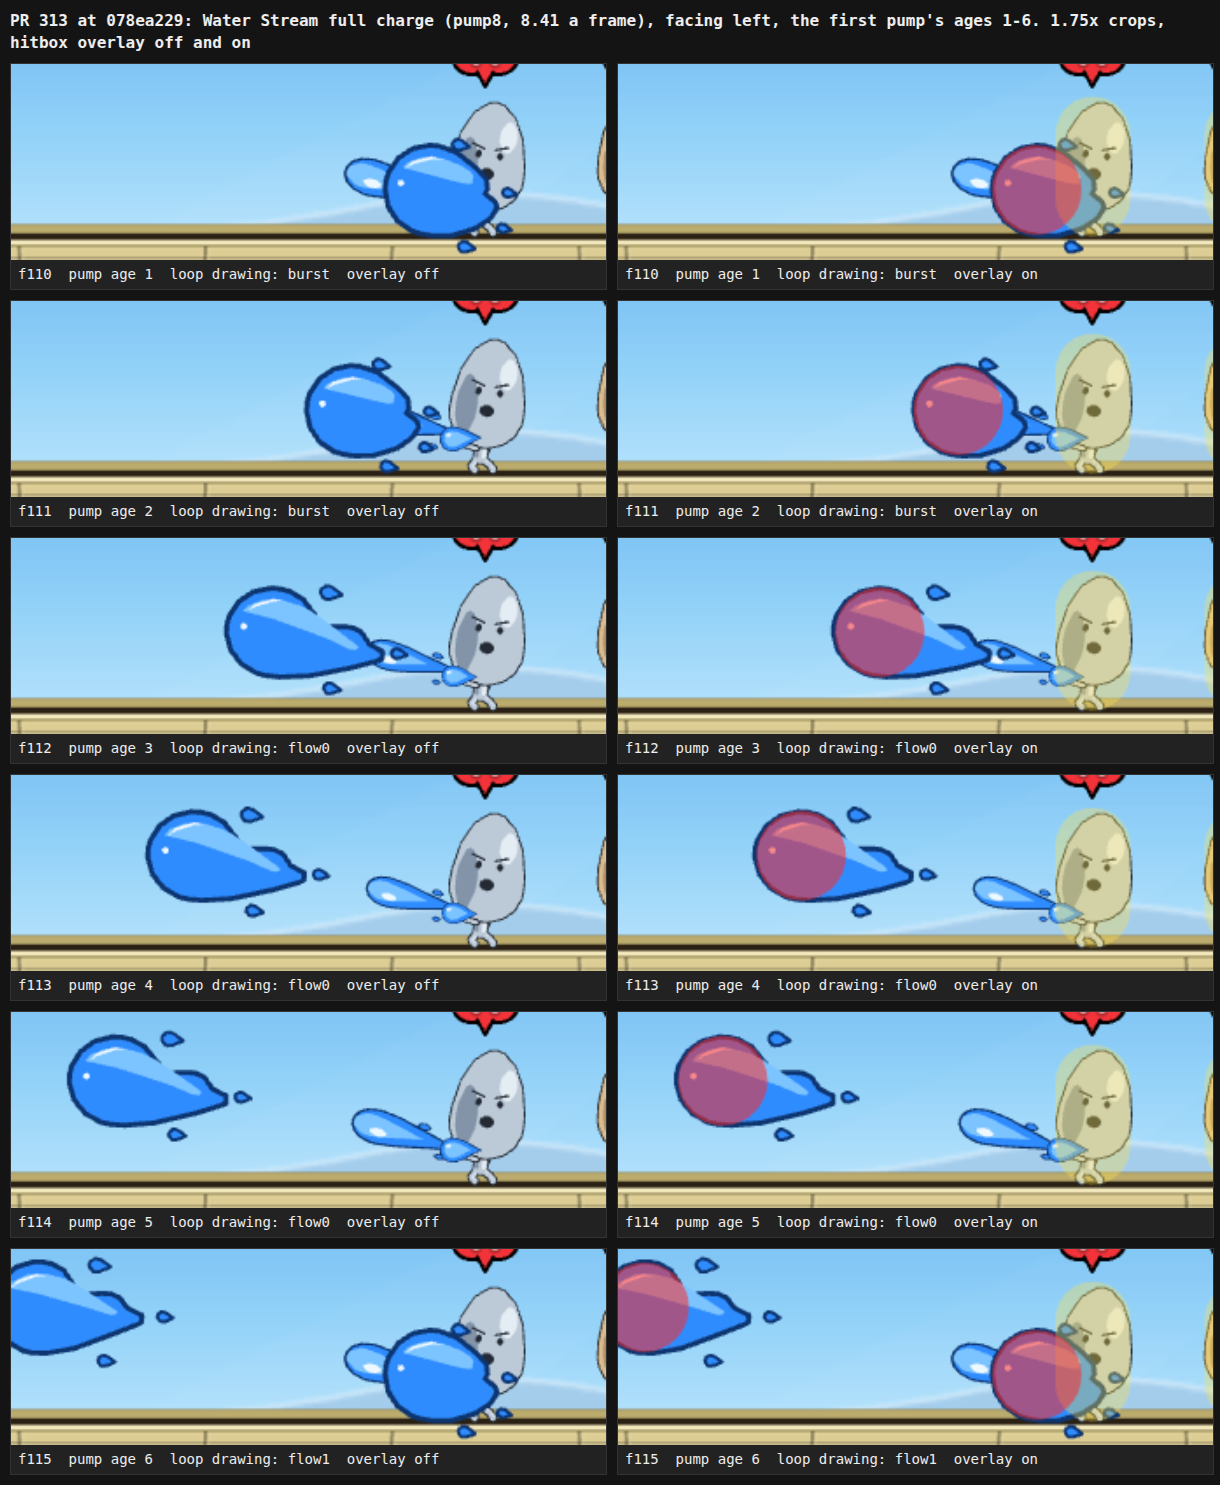 PR 313 at 078ea229: Water Stream full charge (pump8, 8.41 a frame), facing left, the first pump's ages 1-6. 1.75x crops,
hitbox overlay off and on
f110  pump age 1  loop drawing: burst  overlay off
f110  pump age 1  loop drawing: burst  overlay on
f111  pump age 2  loop drawing: burst  overlay off
f111  pump age 2  loop drawing: burst  overlay on
f112  pump age 3  loop drawing: flow0  overlay off
f112  pump age 3  loop drawing: flow0  overlay on
f113  pump age 4  loop drawing: flow0  overlay off
f113  pump age 4  loop drawing: flow0  overlay on
f114  pump age 5  loop drawing: flow0  overlay off
f114  pump age 5  loop drawing: flow0  overlay on
f115  pump age 6  loop drawing: flow1  overlay off
f115  pump age 6  loop drawing: flow1  overlay on